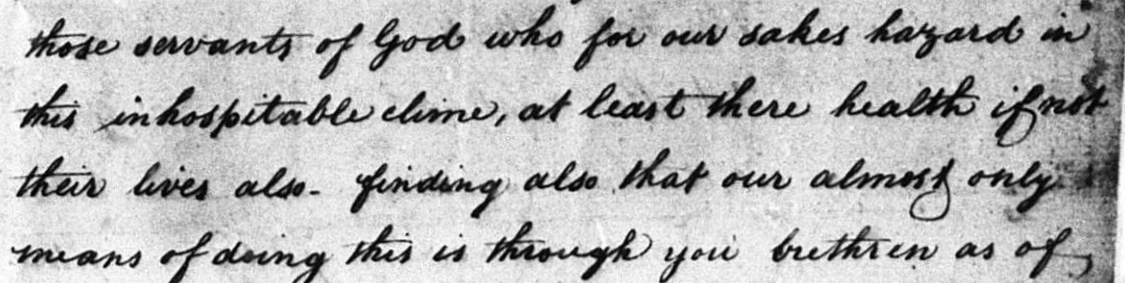 those servants of God who for our sakes hazard in
this inhospitable clime, at least there health if not
their lives also - finding also that our almost only
means of doing this is through you brethren as of